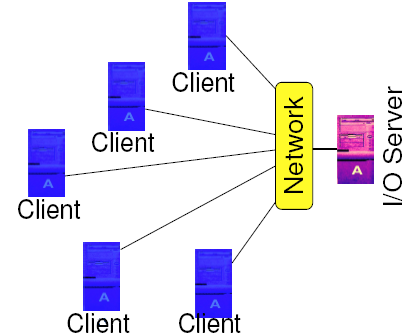 A
Client
A
Client
A
Client
A
Client
A
Client
Network
A
I/O Server